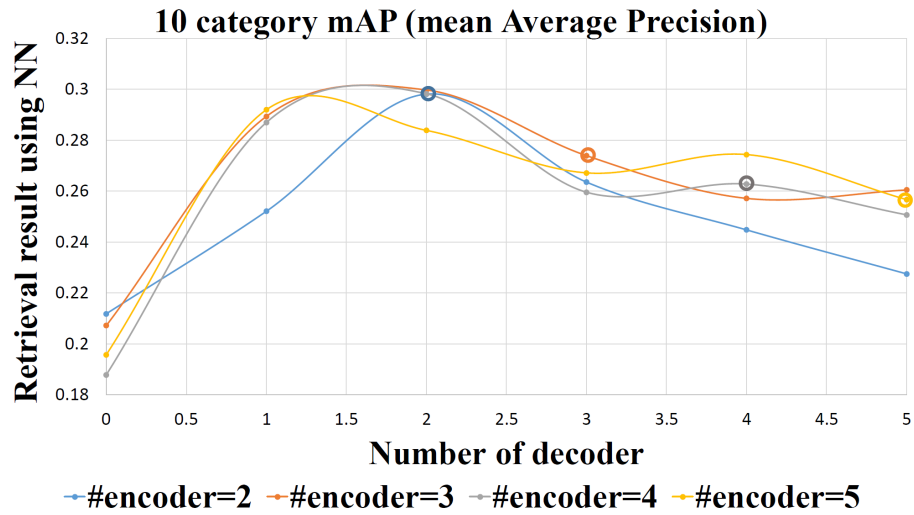 10 category mAP (mean Average Precision)
Retrieval result using NN
0.32
0.3
0.28
0.26
0.24
0.22
0.2
0.18
0 0.5 1 1.5 2 2.5 3 3.5 4 4.5 5
Number of decoder
#encoder=2 #encoder=3 #encoder=4 #encoder=5